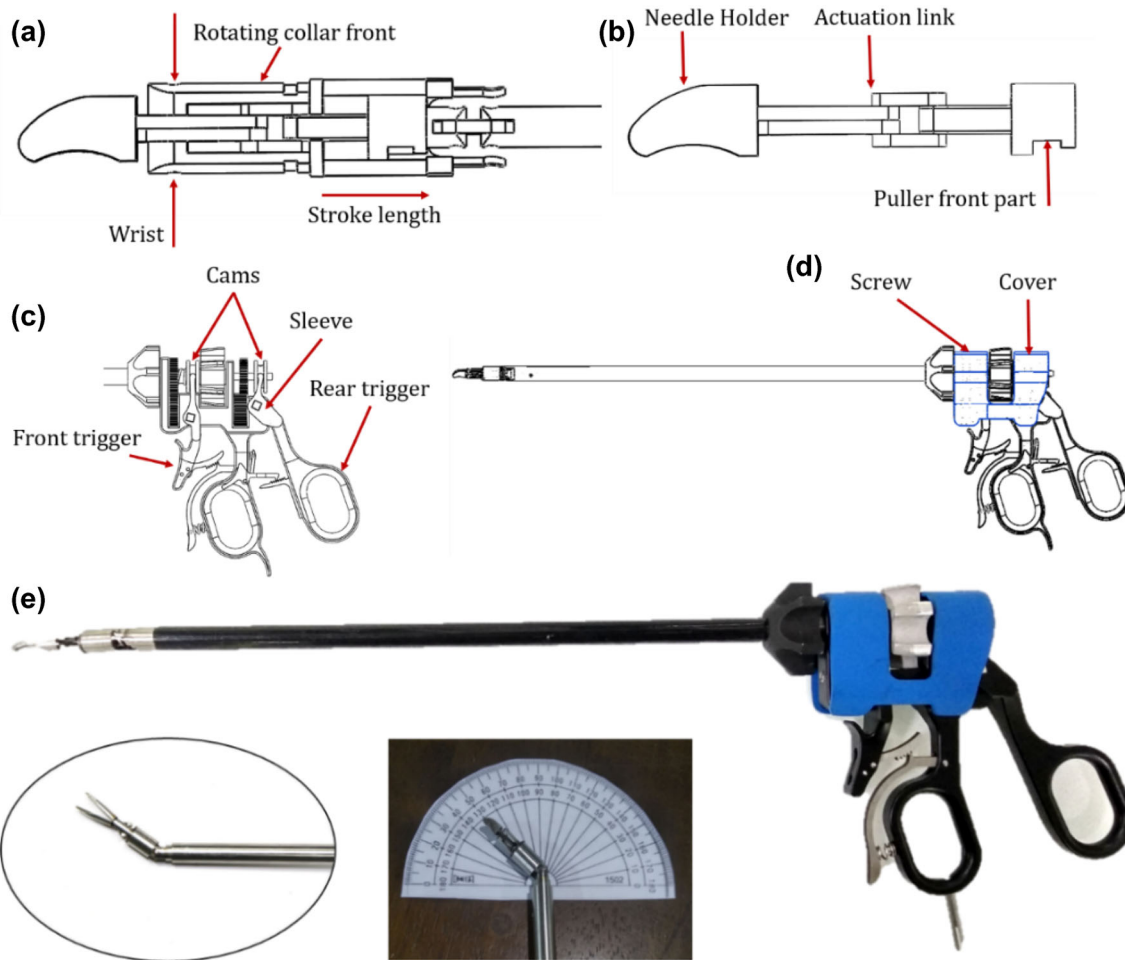 (a)
Rotating collar front
Stroke length
Wrist
(b)
Needle Holder
Actuation link
Puller front part
(c)
Cams
Sleeve
Rear trigger
Front trigger
(d)
Screw
Cover
(e)
1502